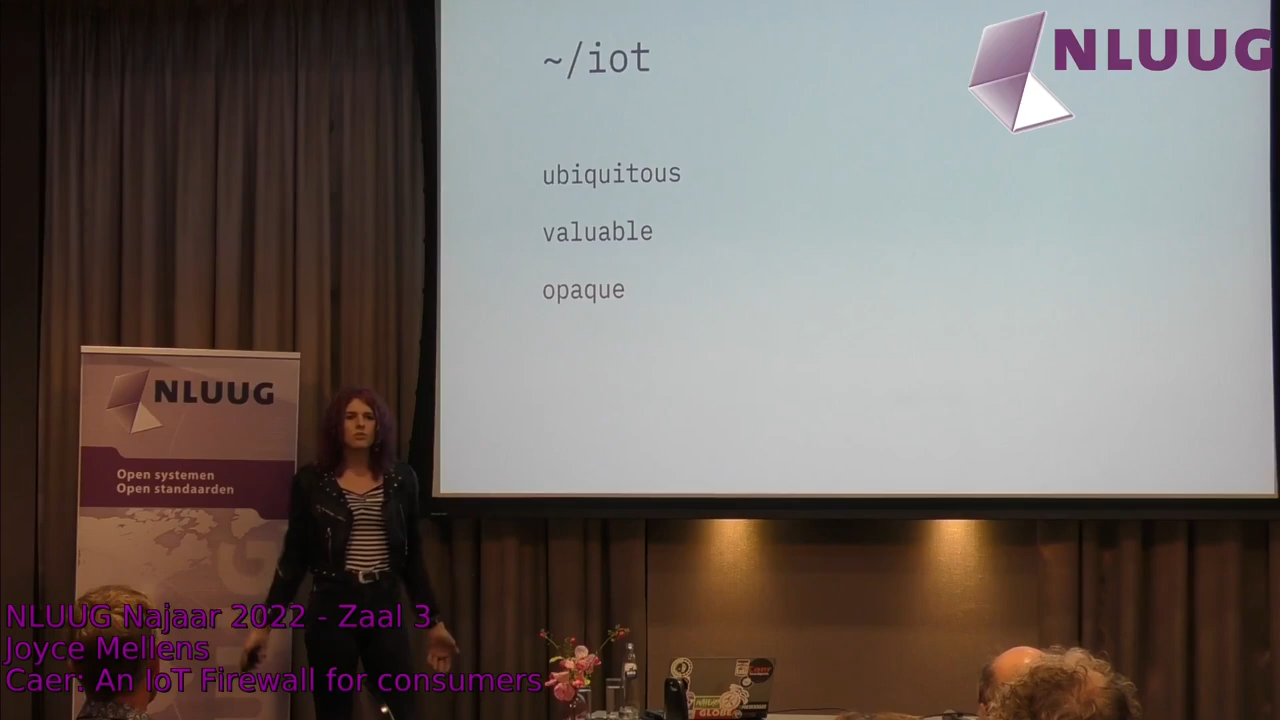 ~/iot
NLUUG
ubiquitous
valuable
opaque
NLUUG
Open systemen
Open standaarden
NLUUG Najaar 2022 - Zaal 3
Joyce Mellens
Caer: An IoT Firewall for consumers
GLOBE